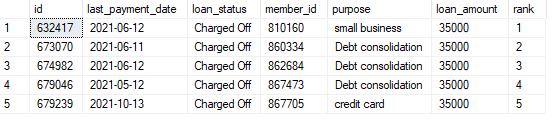 id last_payment_date loan_status member_id purpose loan_amount rank
1 632417 2021-06-12 Charged Off 810160 small business 35000 1
2 673070 2021-06-11 Charged Off 860334 Debt consolidation 35000 2
3 674982 2021-06-12 Charged Off 862684 Debt consolidation 35000 3
4 679046 2021-05-12 Charged Off 867473 Debt consolidation 35000 4
5 679239 2021-10-13 Charged Off 867705 credit card 35000 5